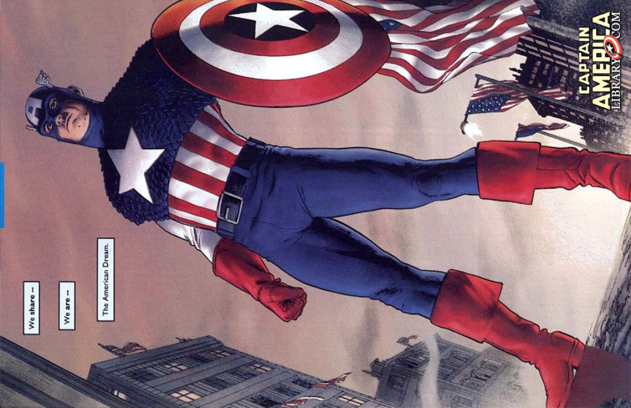 We share --
We are --
The American Dream.
CAPTAIN
AMERICA
LIBRARY.COM